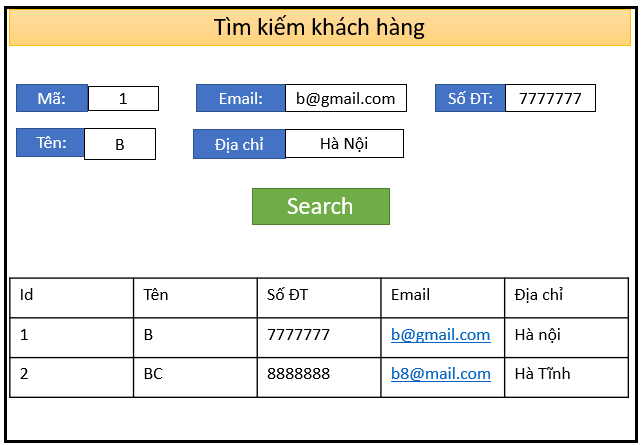 Tìm kiếm khách hàng
Mã: 1 Email: b@gmail.com Số ĐT: 7777777
Tên: B Địa chỉ Hà Nội
Search
Id Tên Số ĐT Email Địa chỉ
1 B 7777777 b@gmail.com Hà nội
2 BC 8888888 b8@mail.com Hà Tĩnh